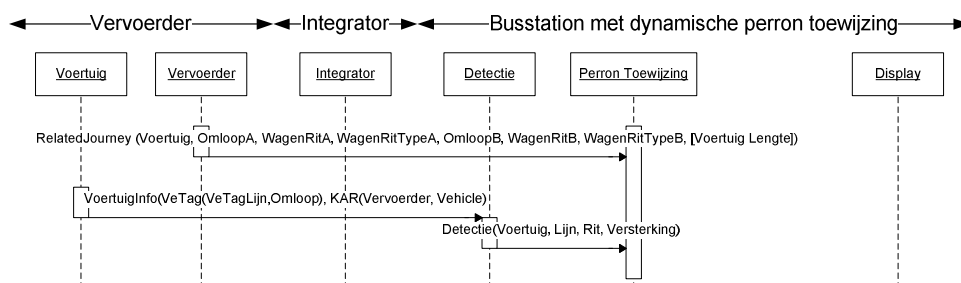 Vervoerder Integrator Busstation met dynamische perron toewijzing
Voertuig Vervoerder Integrator Detectie Perron Toewijzing Display
RelatedJourney (Voertuig, OmloopA, WagenRitA, WagenRitTypeA, OmloopB, WagenRitB, WagenRitTypeB, [Voertuig Lengte])
VoertuigInfo(VeTag(VeTagLijn,Omloop), KAR(Vervoerder, Vehicle)
Detectie(Voertuig, Lijn, Rit, Versterking)